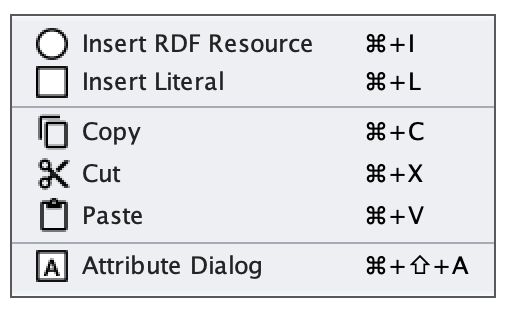 Insert RDF Resource ⌘+I
Insert Literal ⌘+L
Copy ⌘+C
Cut ⌘+X
Paste ⌘+V
A Attribute Dialog ⌘+⇧+A